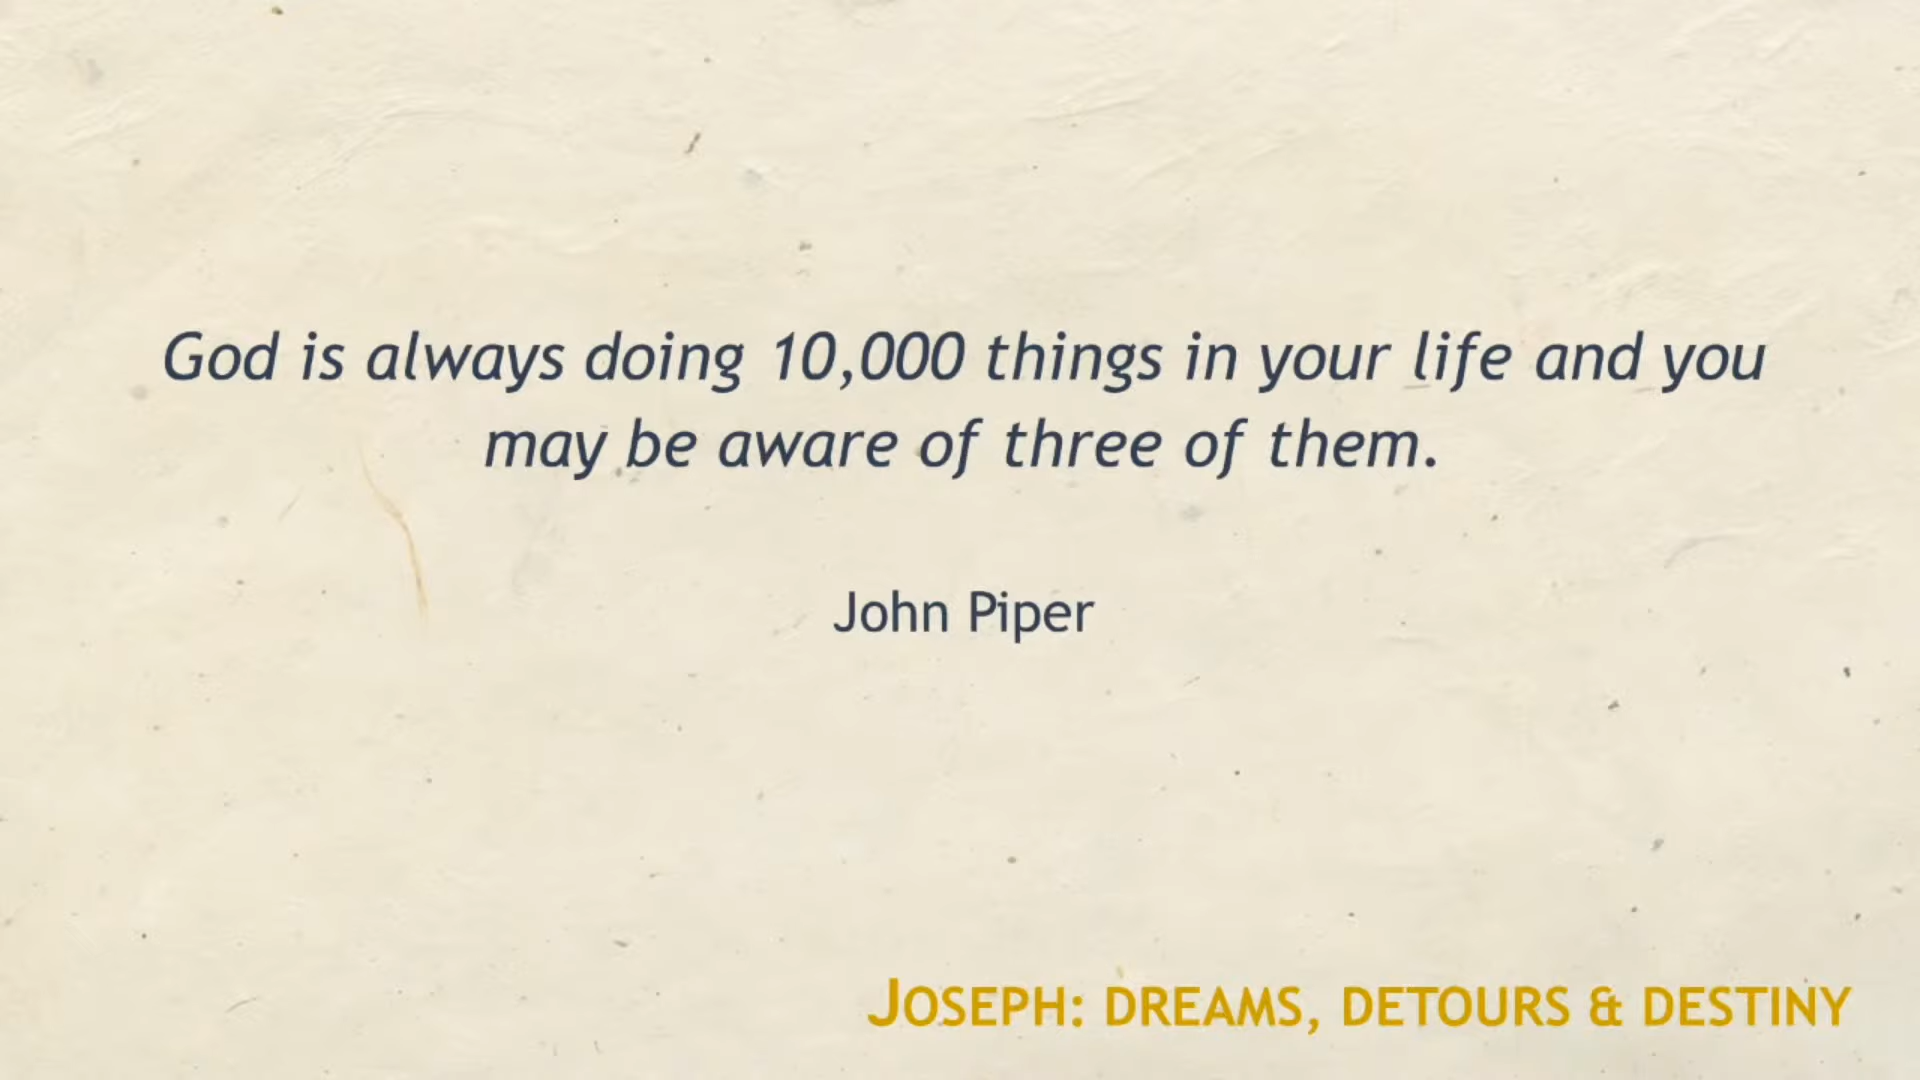 God is always doing 10,000 things in your life and you
may be aware of three of them.
John Piper
JOSEPH: DREAMS, DETOURS & DESTINY